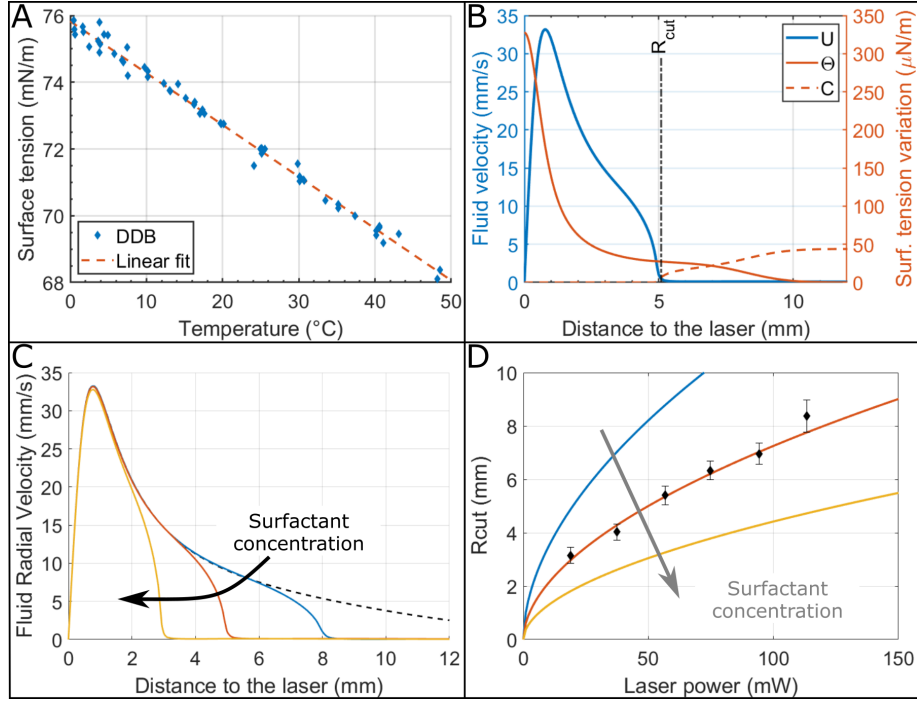 A
Surface tension (mN/m)
76
74
72
70
68
0
10
20
30
40
50
Temperature (°C)
DDB
Linear fit
B
Fluid velocity (mm/s)
35
30
25
20
15
10
5
0
0
5
10
Distance to the laser (mm)
R_cut
U
Θ
C
350
300
250
200
150
100
50
0
Surf. tension variation (μN/m)
C
Fluid Radial Velocity (mm/s)
35
30
25
20
15
10
5
0
0
2
4
6
8
10
12
Distance to the laser (mm)
Surfactant
concentration
D
Rcut (mm)
10
8
6
4
2
0
0
50
100
150
Laser power (mW)
Surfactant
concentration